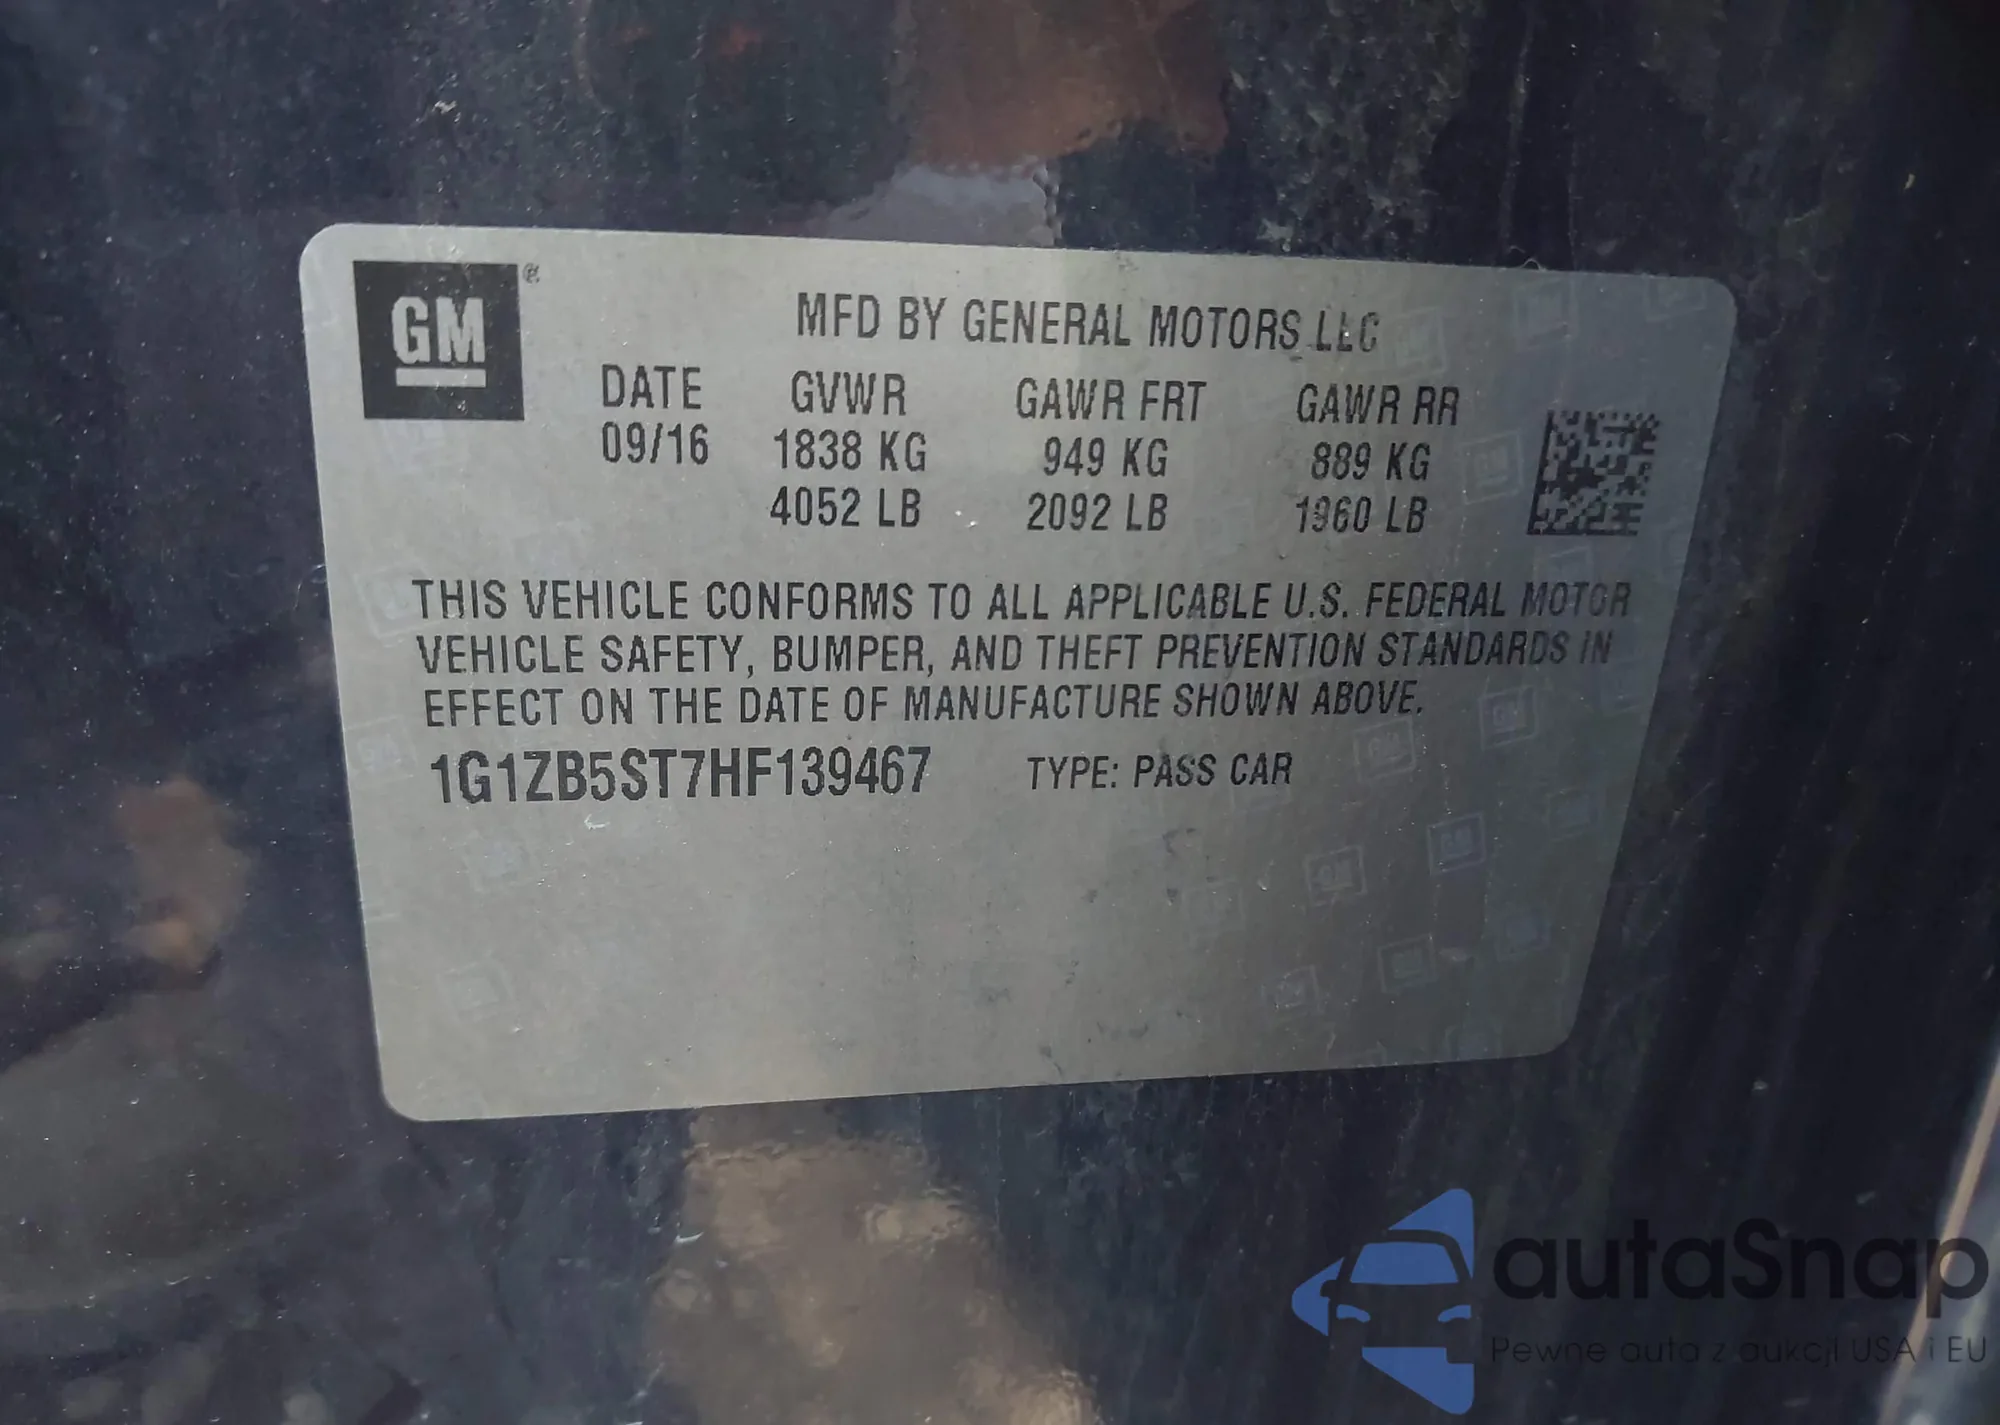 GM ®
MFD BY GENERAL MOTORS LLC
DATE GVWR GAWR FRT GAWR RR
09/16 1838 KG 949 KG 889 KG
4052 LB 2092 LB 1960 LB
THIS VEHICLE CONFORMS TO ALL APPLICABLE U.S. FEDERAL MOTOR
VEHICLE SAFETY, BUMPER, AND THEFT PREVENTION STANDARDS IN
EFFECT ON THE DATE OF MANUFACTURE SHOWN ABOVE.
1G1ZB5ST7HF139467 TYPE: PASS CAR
autaSnap
Pewne auta z aukcji USA i EU